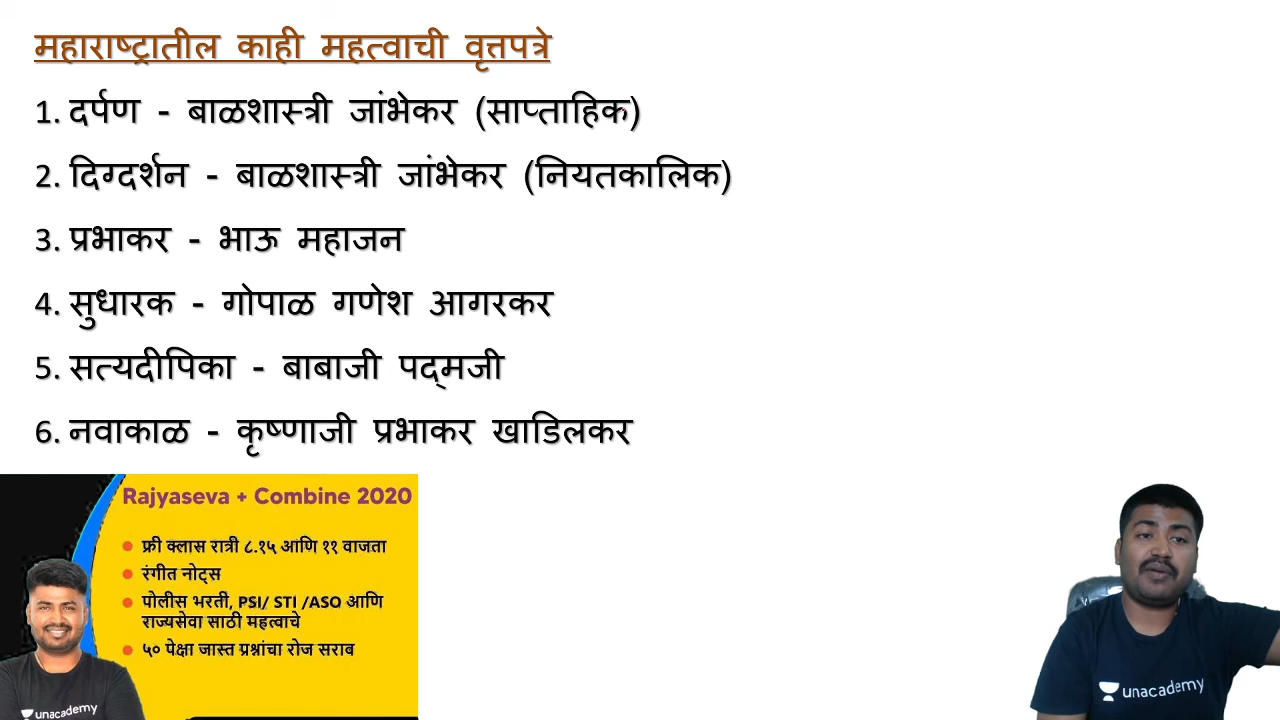 महाराष्ट्रातील काही महत्वाची वृत्तपत्रे
1. दर्पण - बाळशास्त्री जांभेकर (साप्ताहिक)
2. दिग्दर्शन - बाळशास्त्री जांभेकर (नियतकालिक)
3. प्रभाकर - भाऊ महाजन
4. सुधारक - गोपाळ गणेश आगरकर
5. सत्यदीपिका - बाबाजी पद्मजी
6. नवाकाळ - कृष्णाजी प्रभाकर खाडिलकर
Rajyaseva + Combine 2020
फ्री क्लास रात्री ८.१५ आणि ११ वाजता
रंगीत नोट्स
पोलीस भरती, PSI/ STI /ASO आणि
राज्यसेवा साठी महत्वाचे
५० पेक्षा जास्त प्रश्नांचा रोज सराव
unacademy
unacademy